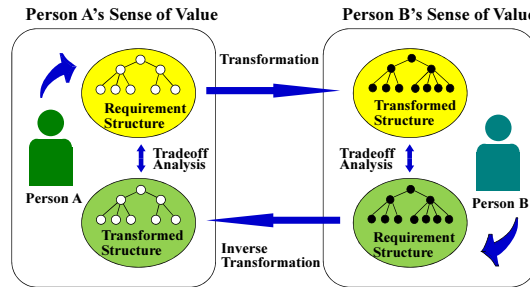 Person A's Sense of Value
Person B's Sense of Value
Transformation
Requirement
Structure
Transformed
Structure
Tradeoff
Analysis
Tradeoff
Analysis
Person A
Person B
Transformed
Structure
Requirement
Structure
Inverse
Transformation